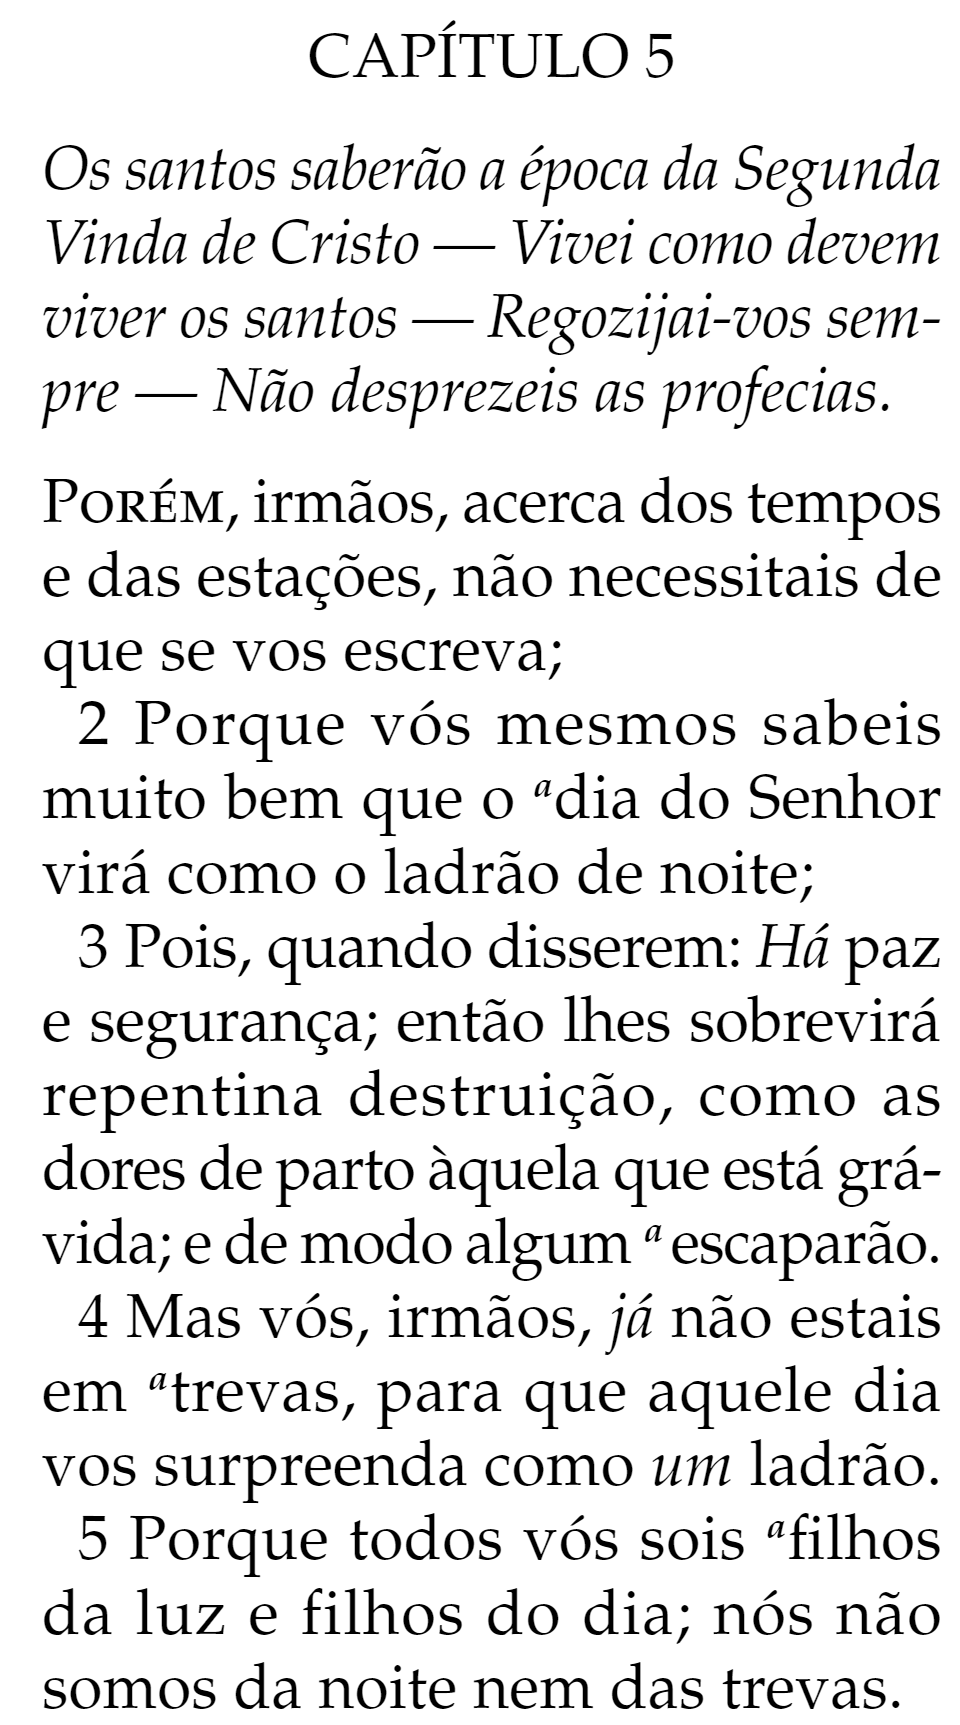 CAPÍTULO 5
Os santos saberão a época da Segunda
Vinda de Cristo — Vivei como devem
viver os santos — Regozijai-vos sem-
pre — Não desprezeis as profecias.
Porém, irmãos, acerca dos tempos
e das estações, não necessitais de
que se vos escreva;
2 Porque vós mesmos sabeis
muito bem que o ᵃdia do Senhor
virá como o ladrão de noite;
3 Pois, quando disserem: Há paz
e segurança; então lhes sobrevirá
repentina destruição, como as
dores de parto àquela que está grá-
vida; e de modo algum ᵃescaparão.
4 Mas vós, irmãos, já não estais
em ᵃtrevas, para que aquele dia
vos surpreenda como um ladrão.
5 Porque todos vós sois ᵃfilhos
da luz e filhos do dia; nós não
somos da noite nem das trevas.